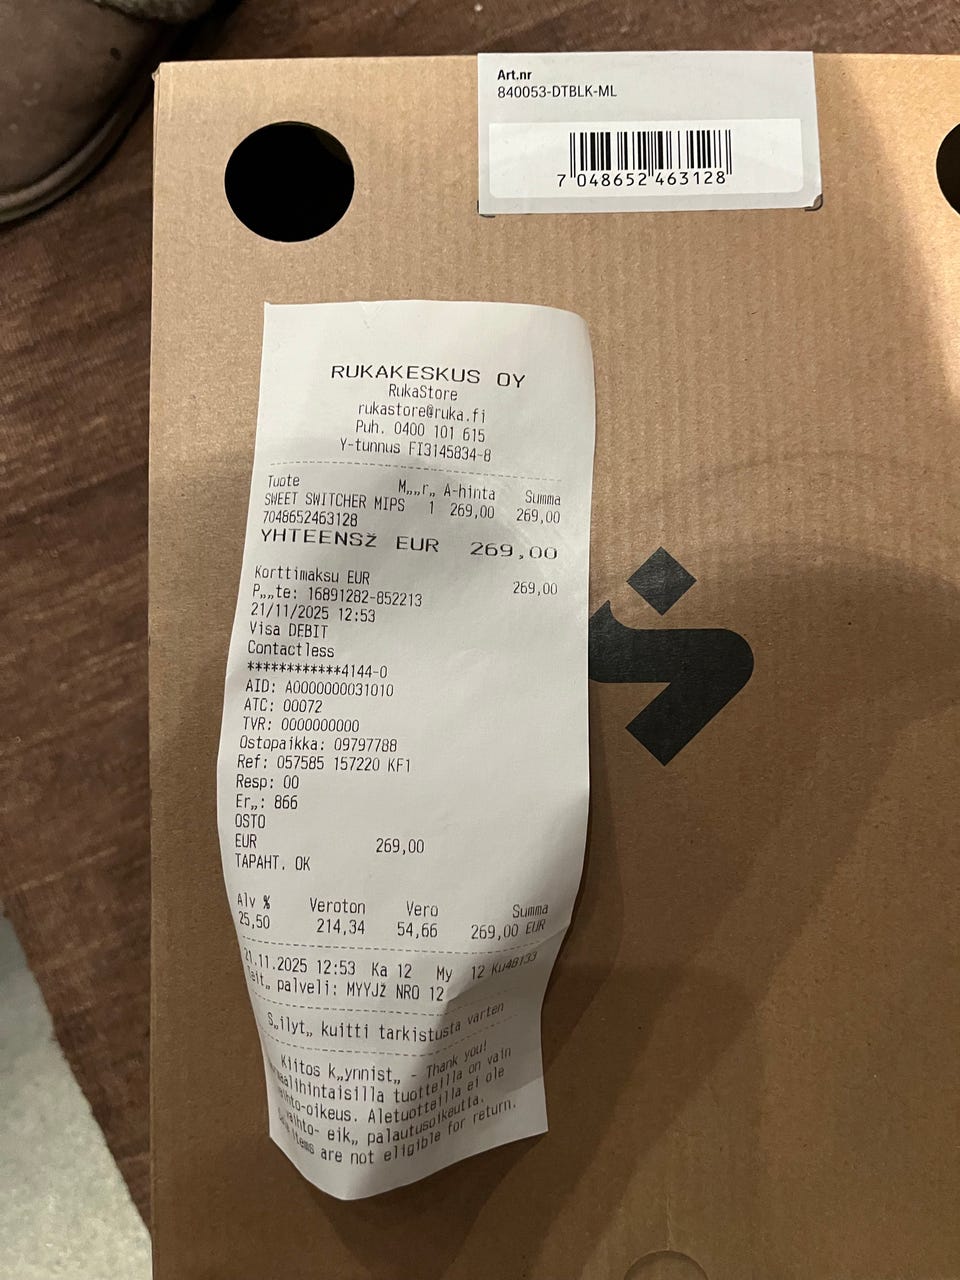 Art.nr
840053-DTBLK-ML
7 048652 463128
RUKAKESKUS OY
RukaStore
rukastore@ruka.fi
Puh. 0400 101 615
Y-tunnus FI3145834-8
Tuote M„„r„ A-hinta Summa
SWEET SWITCHER MIPS 1 269,00 269,00
7048652463128
YHTEENSŽ EUR 269,00
Korttimaksu EUR 269,00
P„„te: 16891282-852213
21/11/2025 12:53
Visa DEBIT
Contactless
************4144-0
AID: A0000000031010
ATC: 00072
TVR: 0000000000
Ostopaikka: 09797788
Ref: 057585 157220 KF1
Resp: 00
Er„: 866
OSTO
EUR 269,00
TAPAHT. OK
Alv % Veroton Vero Summa
25,50 214,34 54,66 269,00 EUR
21.11.2025 12:53 Ka 12 My 12 Ku48133
palveli: MYYJŽ NRO 12
S„ilyt„ kuitti tarkistusta varten
Kiitos k„ynnist„ - Thank you!
tuotteilla on vain
vaihto-oikeus. Aletuotteilla ei ole
vaihto- eik„ palautusoikeutta.
items are not eligible for return.